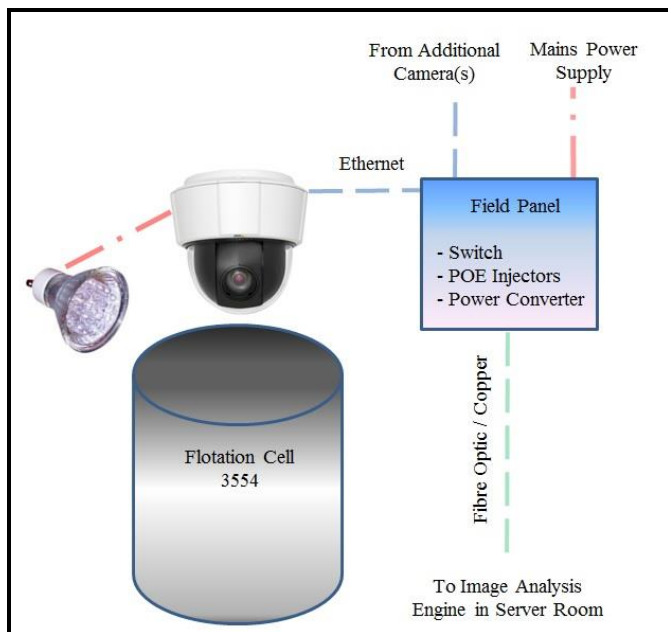 From Additional
Camera(s)
Mains Power
Supply
Ethernet
Field Panel
- Switch
- POE Injectors
- Power Converter
Flotation Cell
3554
Fibre Optic / Copper
To Image Analysis
Engine in Server Room